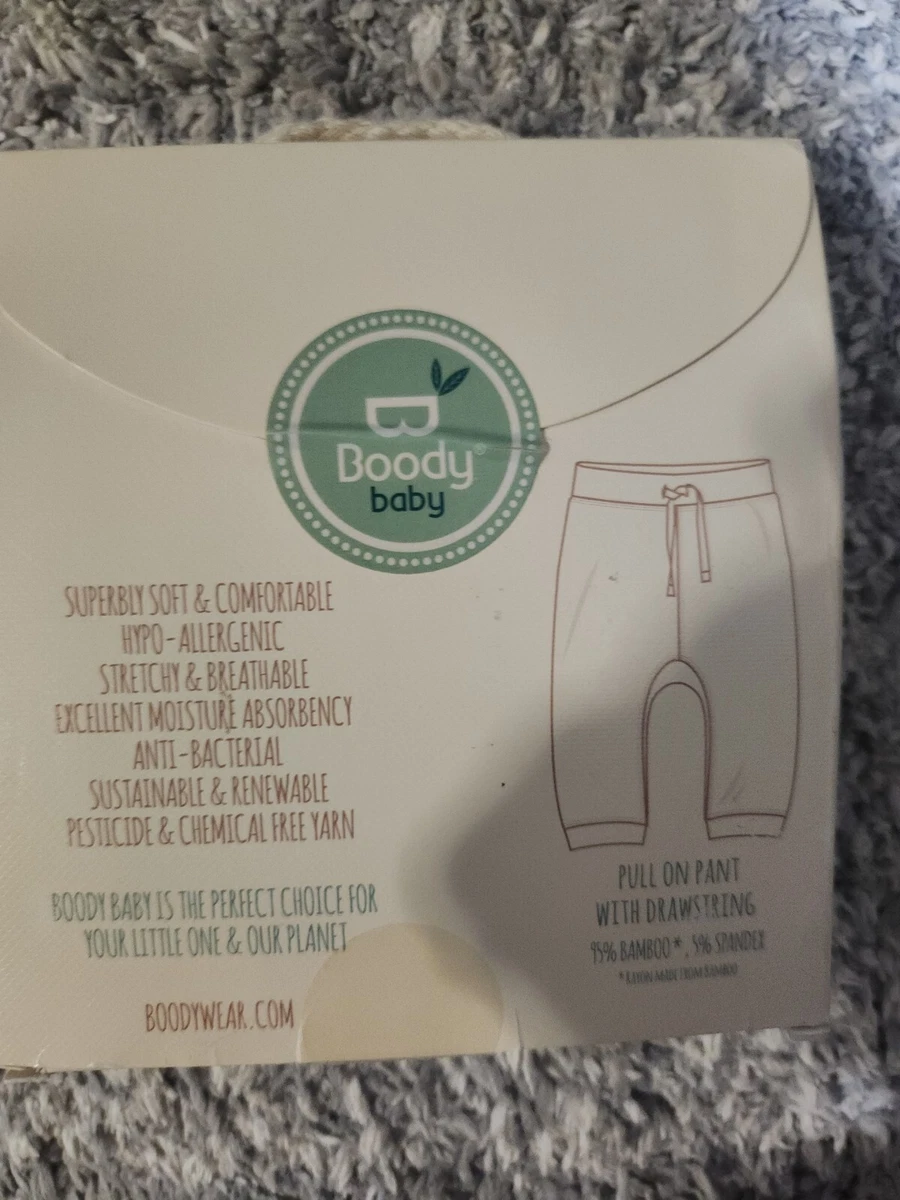 Boody®
baby
SUPERBLY SOFT & COMFORTABLE
HYPO-ALLERGENIC
STRETCHY & BREATHABLE
EXCELLENT MOISTURE ABSORBENCY
ANTI-BACTERIAL
SUSTAINABLE & RENEWABLE
PESTICIDE & CHEMICAL FREE YARN
BOODY BABY IS THE PERFECT CHOICE FOR
YOUR LITTLE ONE & OUR PLANET
BOODYWEAR.COM
PULL ON PANT
WITH DRAWSTRING
95% BAMBOO*, 5% SPANDEX
*RAYON MADE FROM BAMBOO